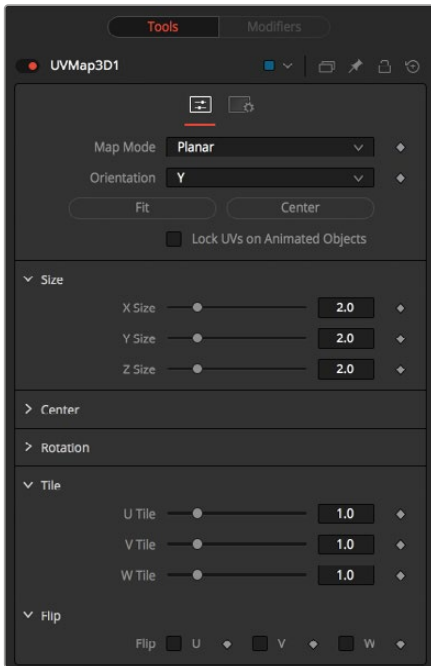 Tools Modifiers
UVMap3D1
Map Mode Planar
Orientation Y
Fit Center
Lock UVs on Animated Objects
Size
X Size 2.0
Y Size 2.0
Z Size 2.0
Center
Rotation
Tile
U Tile 1.0
V Tile 1.0
W Tile 1.0
Flip
Flip U V W